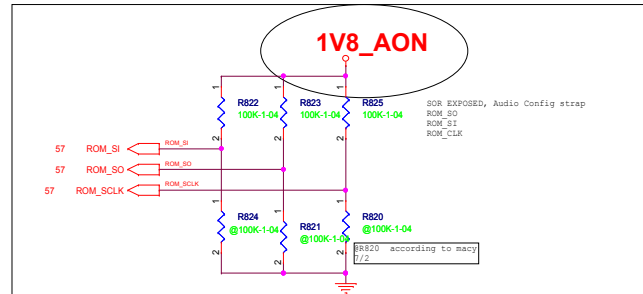 1V8_AON
1 1 1
R822 R823 R825
100K-1-04 100K-1-04 100K-1-04
2 2 2
SOR EXPOSED, Audio Config strap
ROM_SO
ROM_SI
ROM_CLK
57 ROM_SI ROM_SI
57 ROM_SO ROM_SO
57 ROM_SCLK ROM_SCLK
1 1 1
R824 R821 R820
@100K-1-04 @100K-1-04 @100K-1-04
2 2 2
@R820 according to macy
7/2